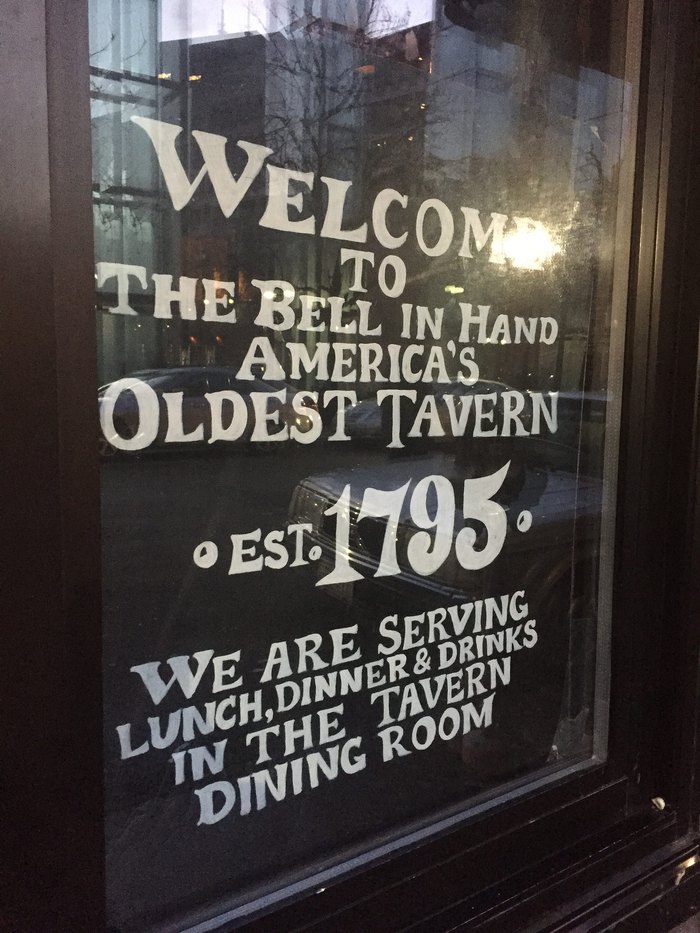 WELCOME
TO
THE BELL IN HAND
AMERICA'S
OLDEST TAVERN
• EST. 1795 •
WE ARE SERVING
LUNCH, DINNER & DRINKS
IN THE TAVERN
DINING ROOM